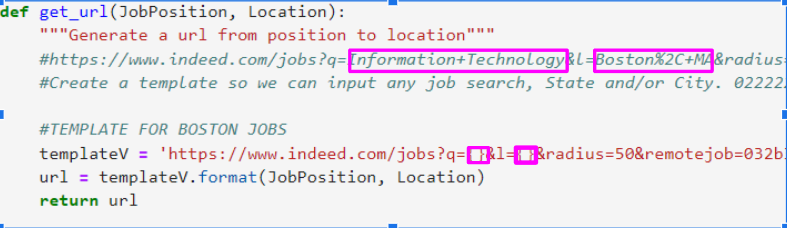 def get_url(JobPosition, Location):
"""Generate a url from position to location"""
#https://www.indeed.com/jobs?q=Information+Technology&l=Boston%2C+MA&radius=
#Create a template so we can input any job search, State and/or City. 02222
#TEMPLATE FOR BOSTON JOBS
templateV = 'https://www.indeed.com/jobs?q={}&l={}&radius=50&remotejob=032b
url = templateV.format(JobPosition, Location)
return url